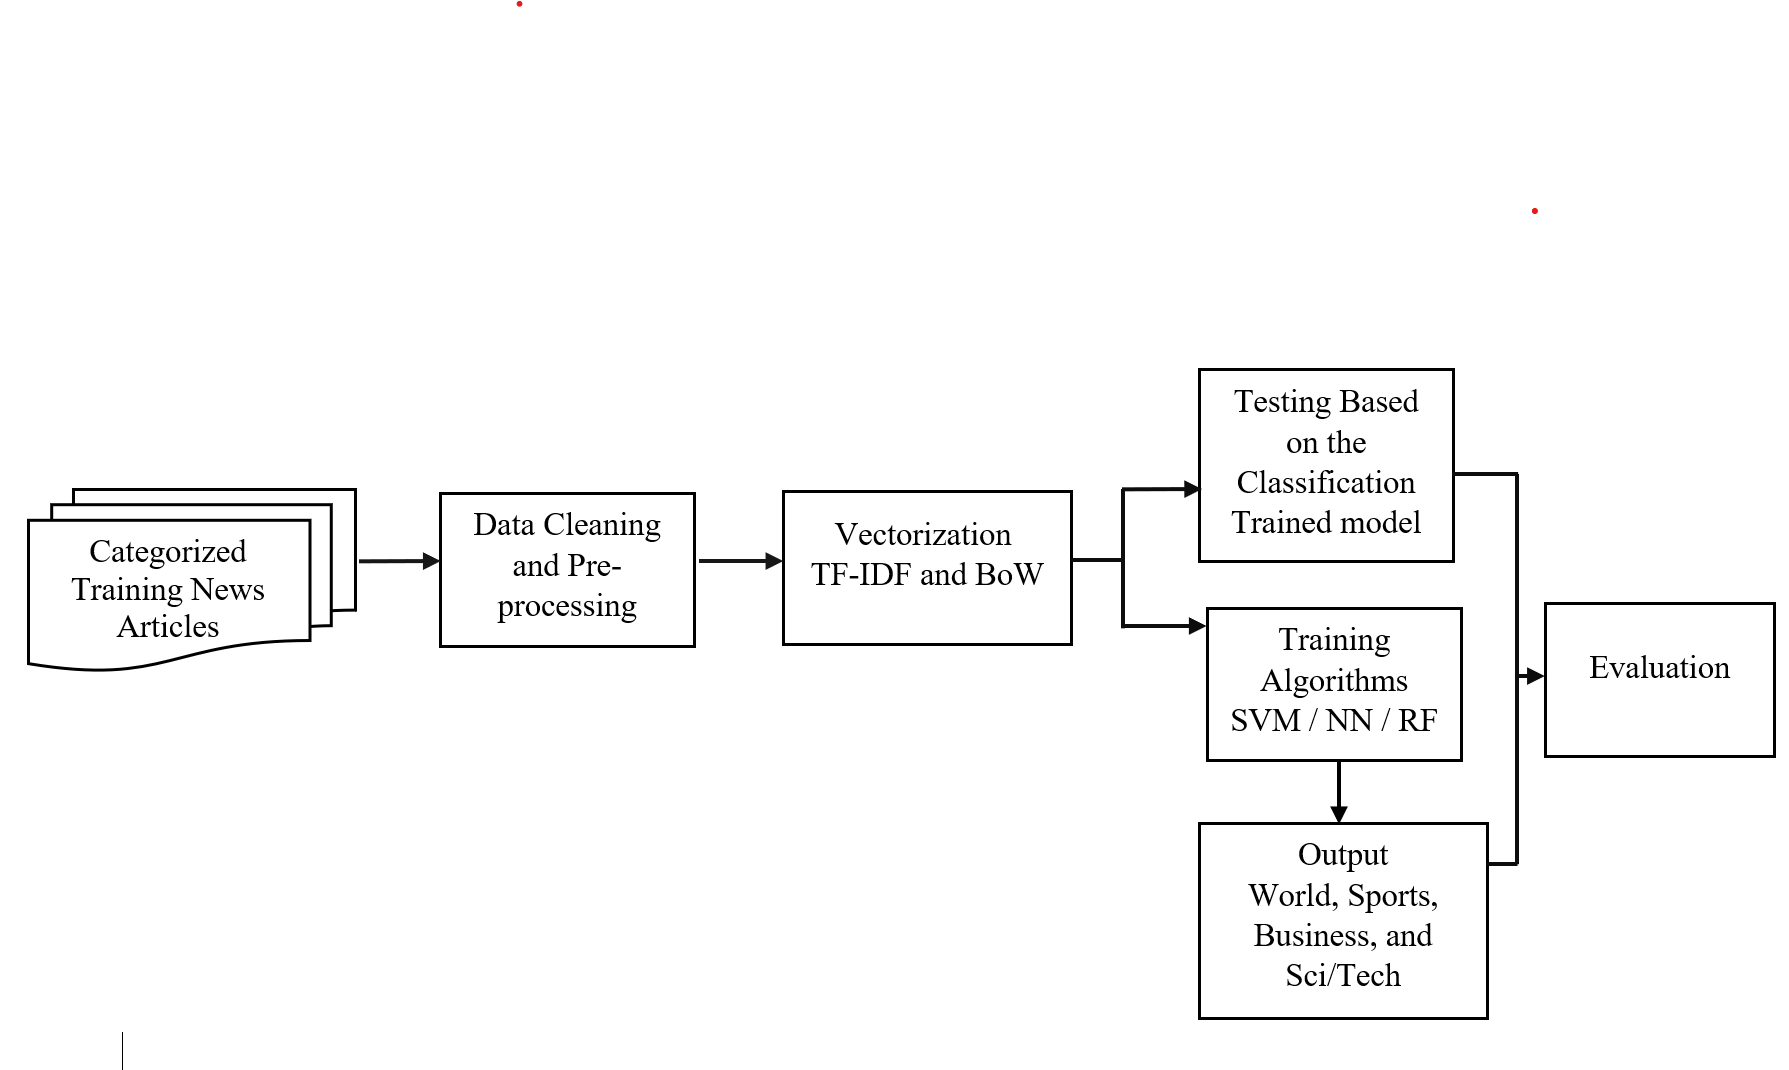 Categorized
Training News
Articles
Data Cleaning
and Pre-
processing
Vectorization
TF-IDF and BoW
Testing Based
on the
Classification
Trained model
Training
Algorithms
SVM / NN / RF
Output
World, Sports,
Business, and
Sci/Tech
Evaluation